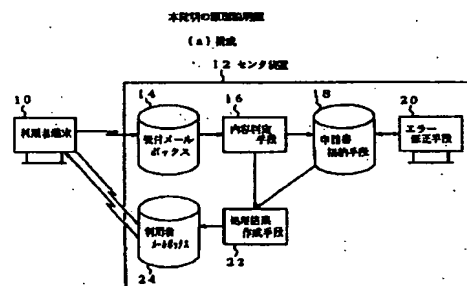 本発明の原理説明図
(a) 構成
12 センタ装置
10
14
16
18
20
利用者端末
受付メール
ボックス
内容判定
手段
申請書
格納手段
エラー
修正手段
利用者
メールボックス
処理結果
作成手段
24
22